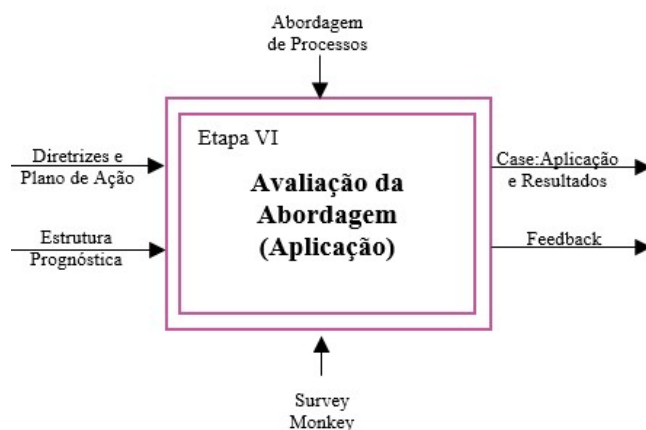 Abordagem
de Processos
Etapa VI
Avaliação da
Abordagem
(Aplicação)
Diretrizes e
Plano de Ação
Estrutura
Prognóstica
Case:Aplicação
e Resultados
Feedback
Survey
Monkey